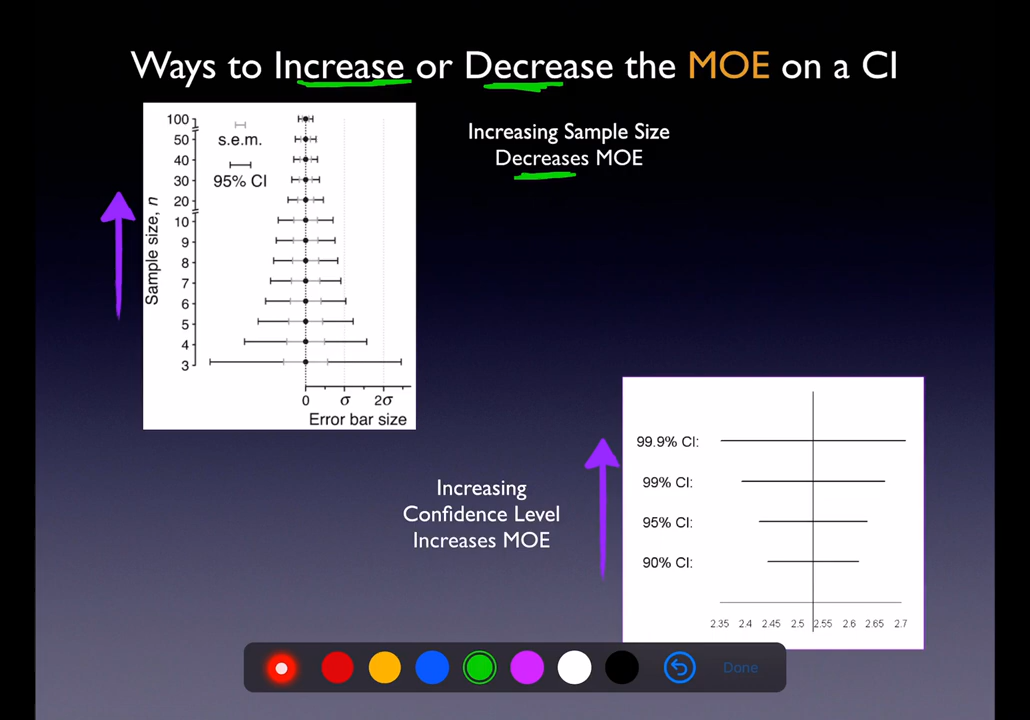 Ways to Increase or Decrease the MOE on a CI
Increasing Sample Size
Decreases MOE
100
50
40
30
20
10
9
8
7
6
5
4
3
Sample size, n
s.e.m.
95% CI
0 σ 2σ
Error bar size
Increasing
Confidence Level
Increases MOE
99.9% CI:
99% CI:
95% CI:
90% CI:
2.35 2.4 2.45 2.5 2.55 2.6 2.65 2.7
Done